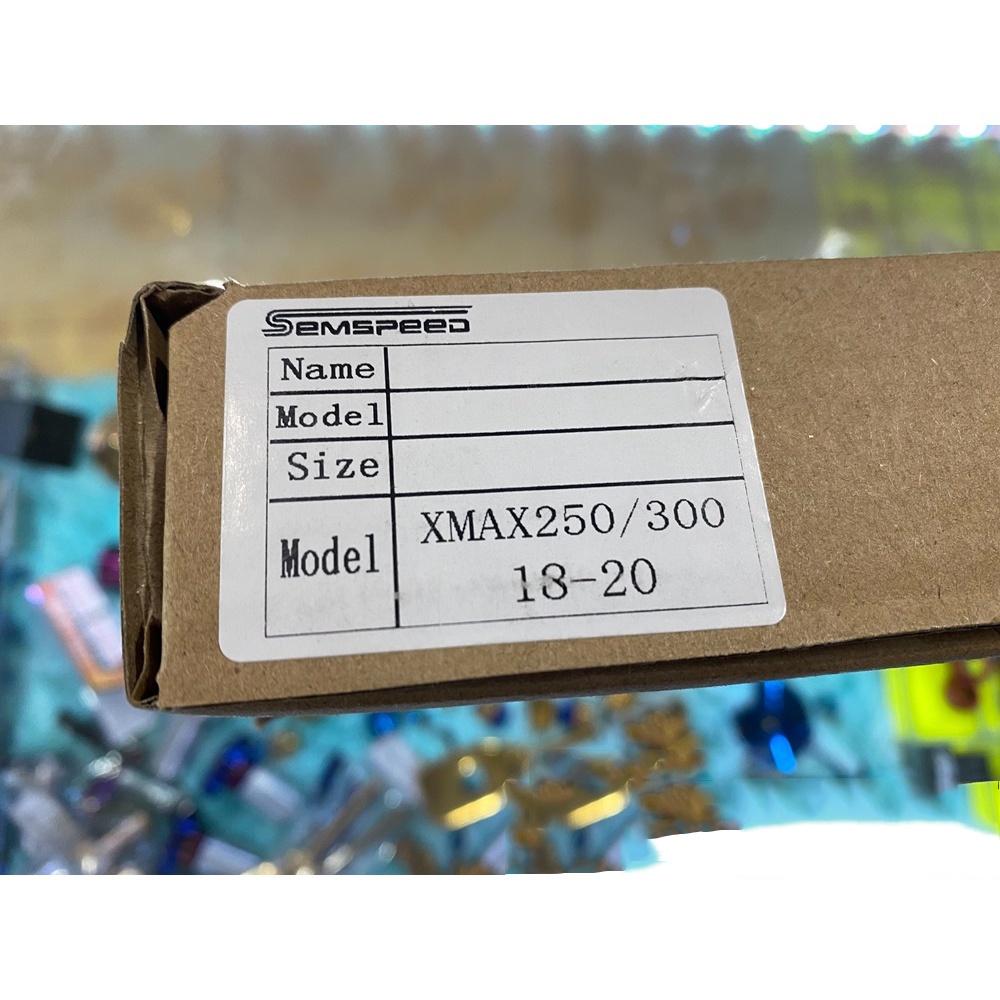 SEMSPEED
Name
Model
Size
Model XMAX250/300
18-20